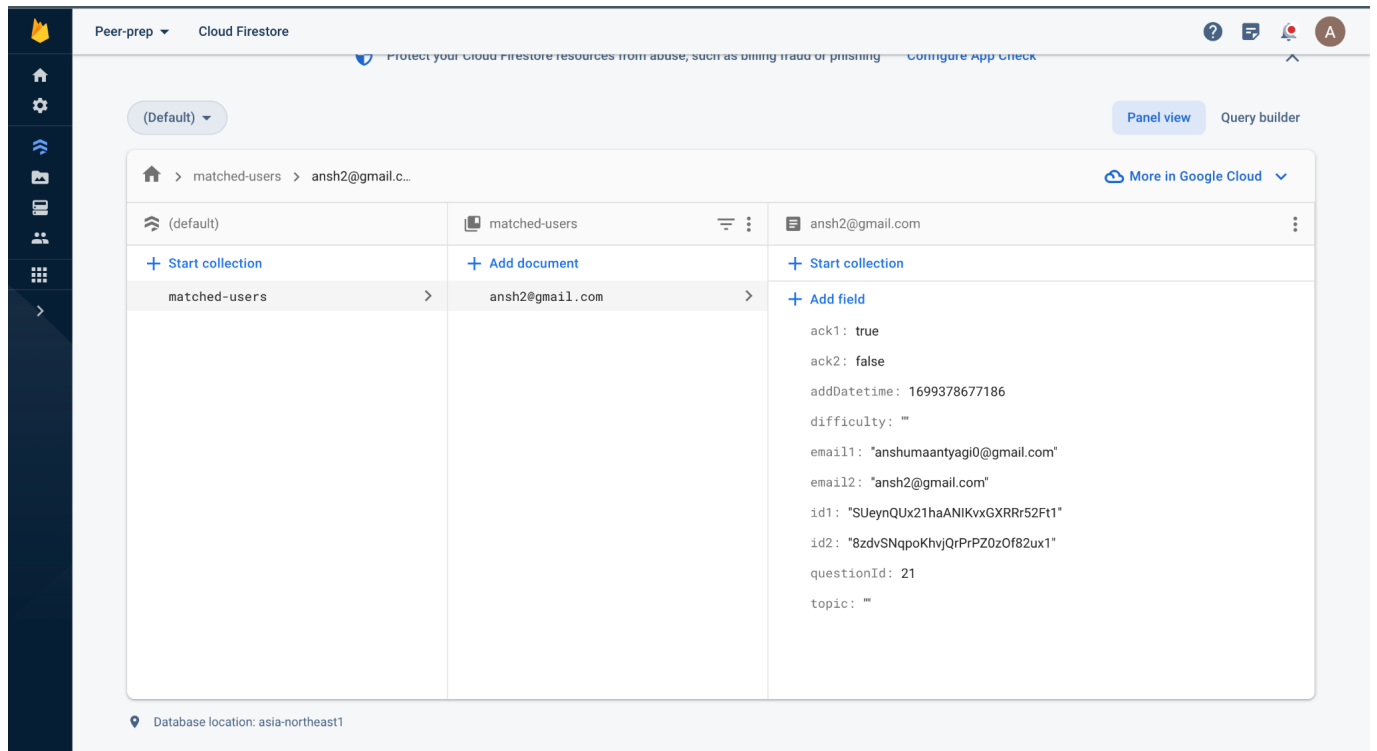 Peer-prep Cloud Firestore A
Protect your Cloud Firestore resources from abuse, such as billing fraud or phishing Configure App Check
(Default) Panel view Query builder
> matched-users > ansh2@gmail.c... More in Google Cloud
(default) matched-users ansh2@gmail.com
+ Start collection + Add document + Start collection
matched-users ansh2@gmail.com + Add field
ack1: true
ack2: false
addDatetime: 1699378677186
difficulty: ""
email1: "anshumaantyagi0@gmail.com"
email2: "ansh2@gmail.com"
id1: "SUeynQUx21haANIKvxGXRRr52Ft1"
id2: "8zdvSNqpoKhvjQrPrPZ0zOf82ux1"
questionId: 21
topic: ""
Database location: asia-northeast1